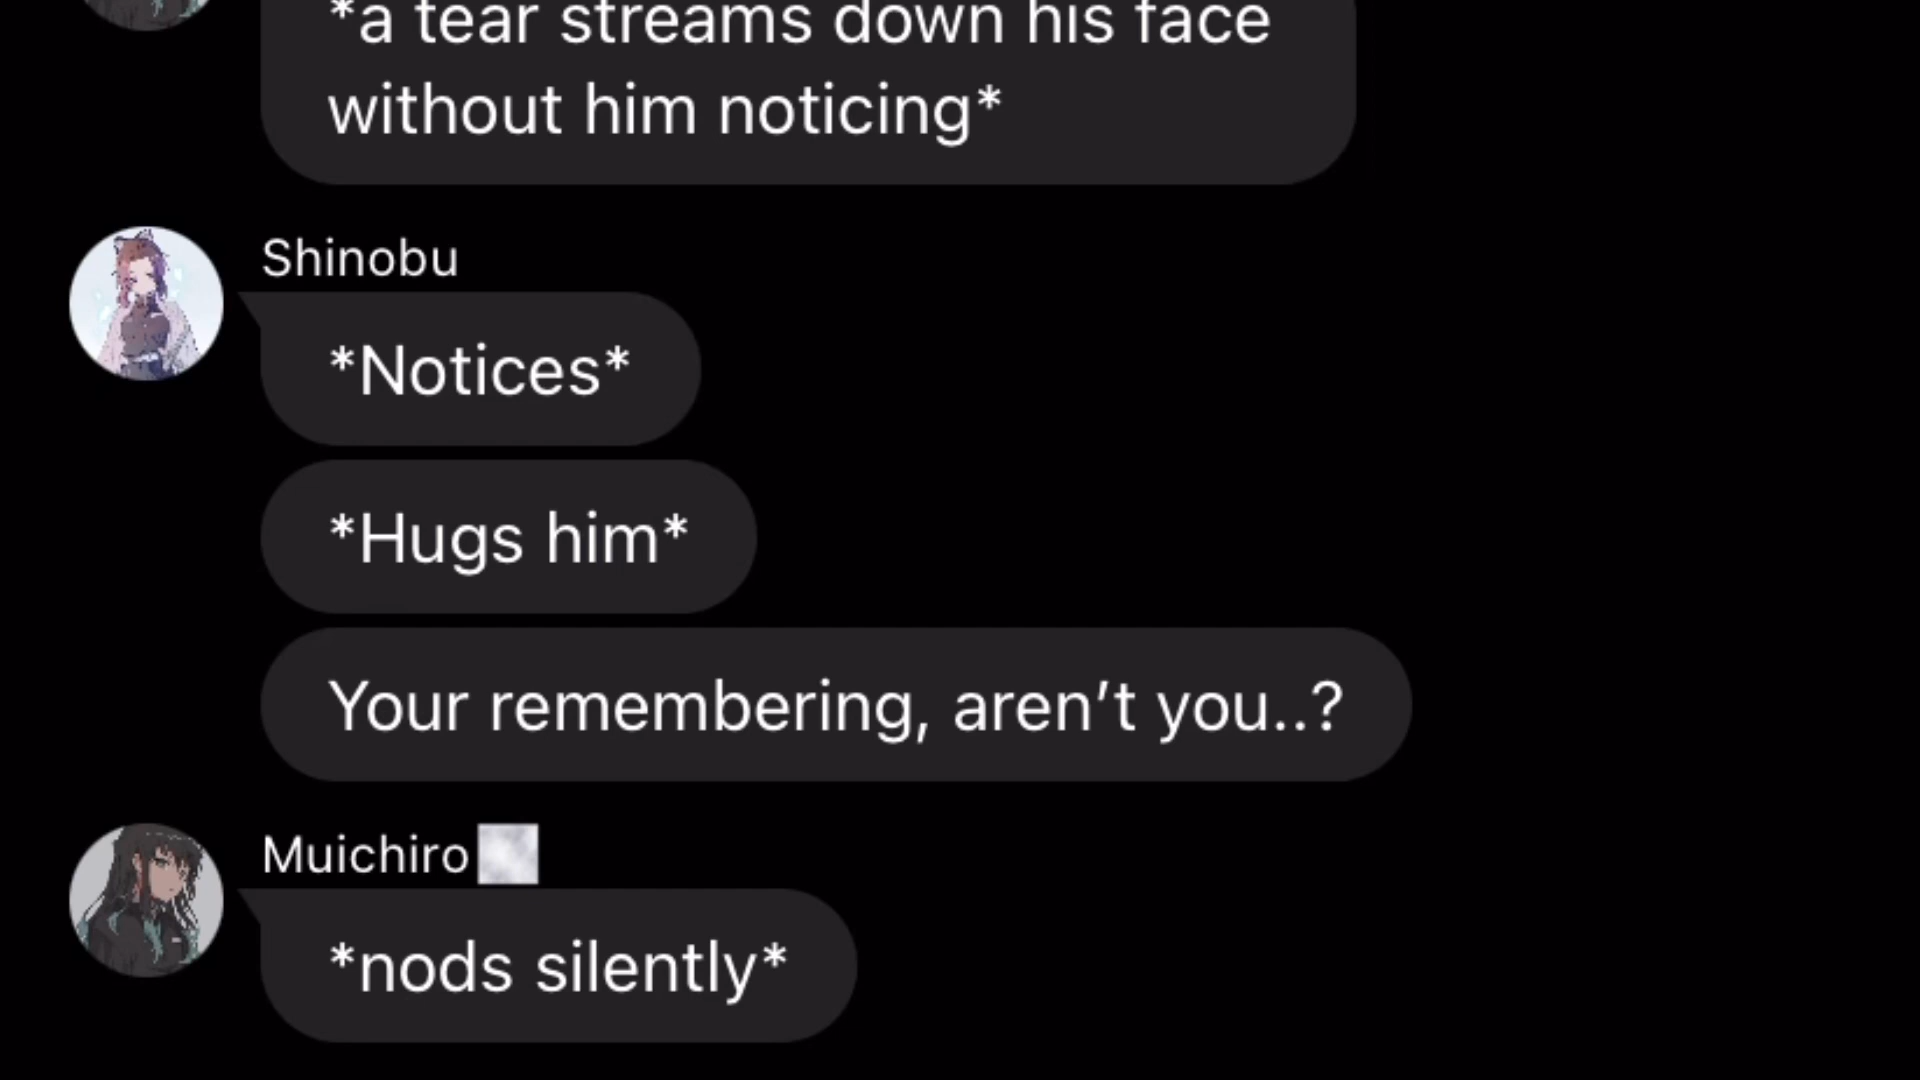 *a tear streams down his face
without him noticing*
Shinobu
*Notices*
*Hugs him*
Your remembering, aren’t you..?
Muichiro
*nods silently*